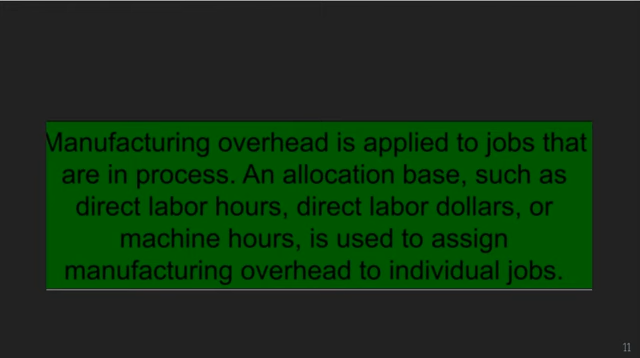 Manufacturing overhead is applied to jobs that
are in process. An allocation base, such as
direct labor hours, direct labor dollars, or
machine hours, is used to assign
manufacturing overhead to individual jobs.
11